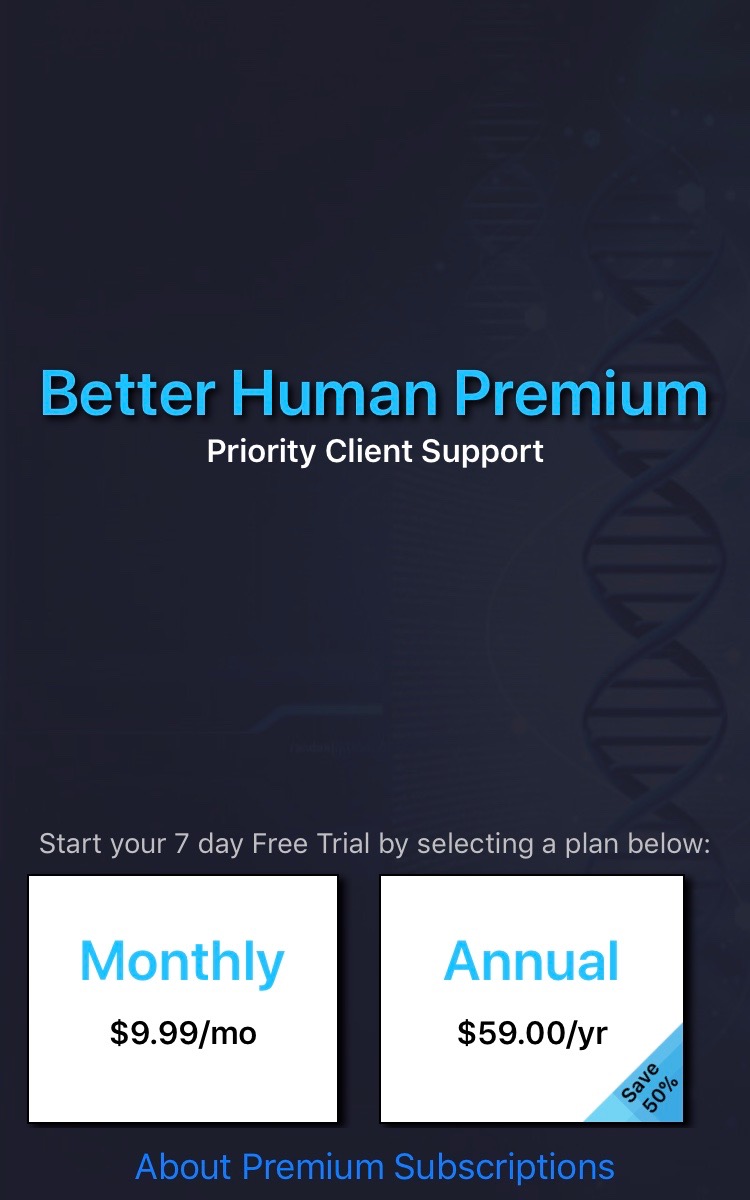 Better Human Premium
Priority Client Support
Start your 7 day Free Trial by selecting a plan below:
Monthly
$9.99/mo
Annual
$59.00/yr
Save
50%
About Premium Subscriptions